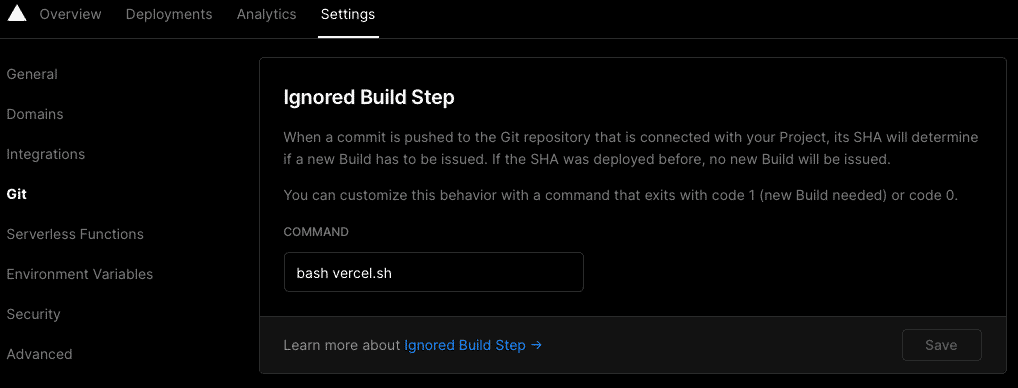 Overview Deployments Analytics Settings
General
Domains
Integrations
Git
Serverless Functions
Environment Variables
Security
Advanced
Ignored Build Step
When a commit is pushed to the Git repository that is connected with your Project, its SHA will determine
if a new Build has to be issued. If the SHA was deployed before, no new Build will be issued.
You can customize this behavior with a command that exits with code 1 (new Build needed) or code 0.
COMMAND
bash vercel.sh
Learn more about Ignored Build Step →
Save